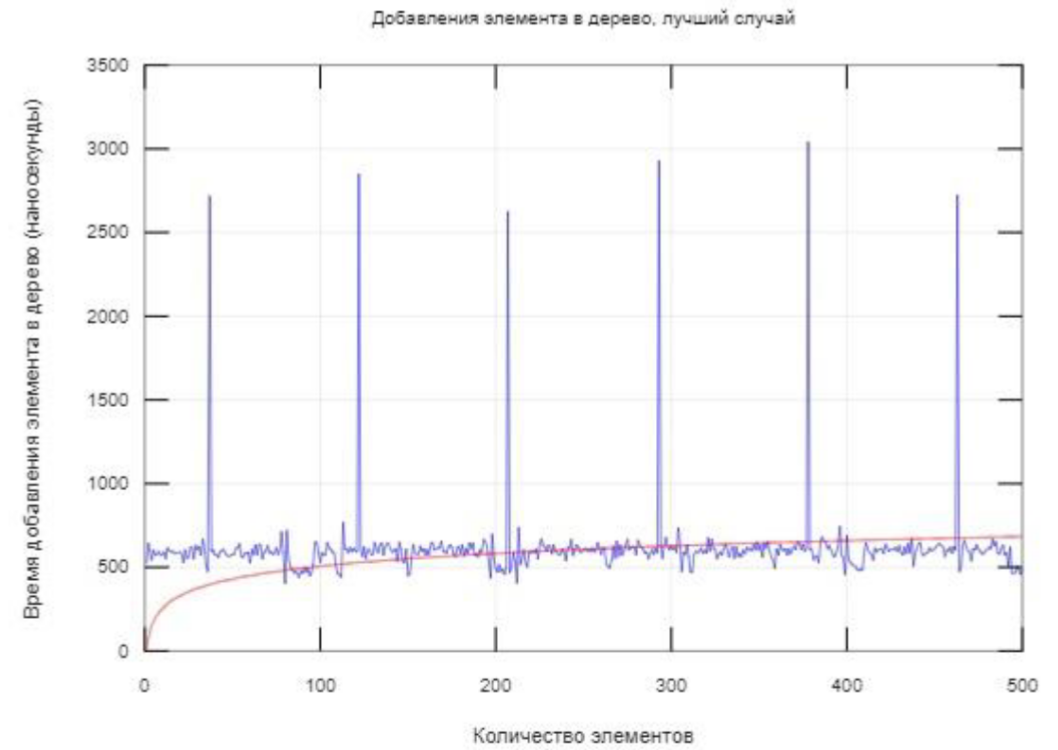 Добавления элемента в дерево, лучший случай
Время добавления элемента в дерево (наносекунды)
3500
3000
2500
2000
1500
1000
500
0
0 100 200 300 400 500
Количество элементов